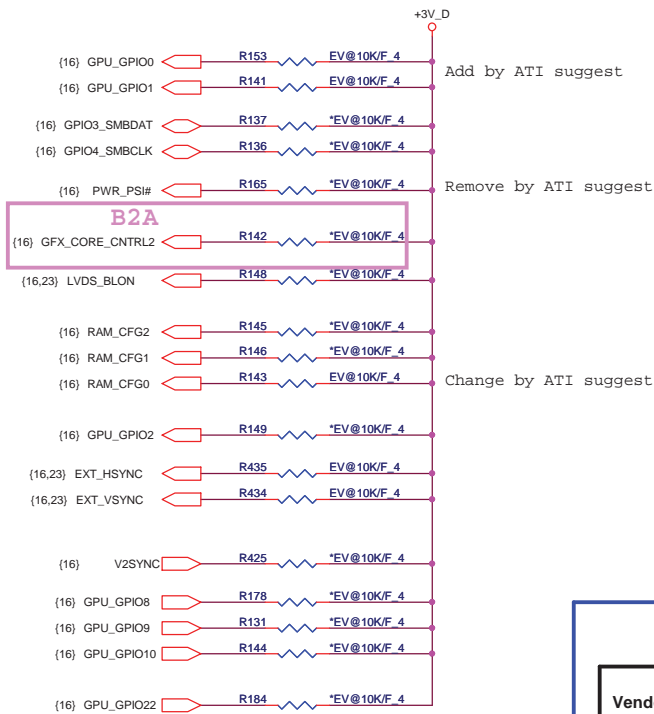 +3V_D
{16} GPU_GPIO0 R153 EV@10K/F_4
Add by ATI suggest
{16} GPU_GPIO1 R141 EV@10K/F_4
{16} GPIO3_SMBDAT R137 *EV@10K/F_4
{16} GPIO4_SMBCLK R136 *EV@10K/F_4
{16} PWR_PSI# R165 *EV@10K/F_4 Remove by ATI suggest
B2A
{16} GFX_CORE_CNTRL2 R142 *EV@10K/F_4
{16,23} LVDS_BLON R148 *EV@10K/F_4
{16} RAM_CFG2 R145 *EV@10K/F_4
{16} RAM_CFG1 R146 *EV@10K/F_4
{16} RAM_CFG0 R143 EV@10K/F_4 Change by ATI suggest
{16} GPU_GPIO2 R149 *EV@10K/F_4
{16,23} EXT_HSYNC R435 EV@10K/F_4
{16,23} EXT_VSYNC R434 EV@10K/F_4
{16} V2SYNC R425 *EV@10K/F_4
{16} GPU_GPIO8 R178 *EV@10K/F_4
{16} GPU_GPIO9 R131 *EV@10K/F_4
{16} GPU_GPIO10 R144 *EV@10K/F_4
{16} GPU_GPIO22 R184 *EV@10K/F_4